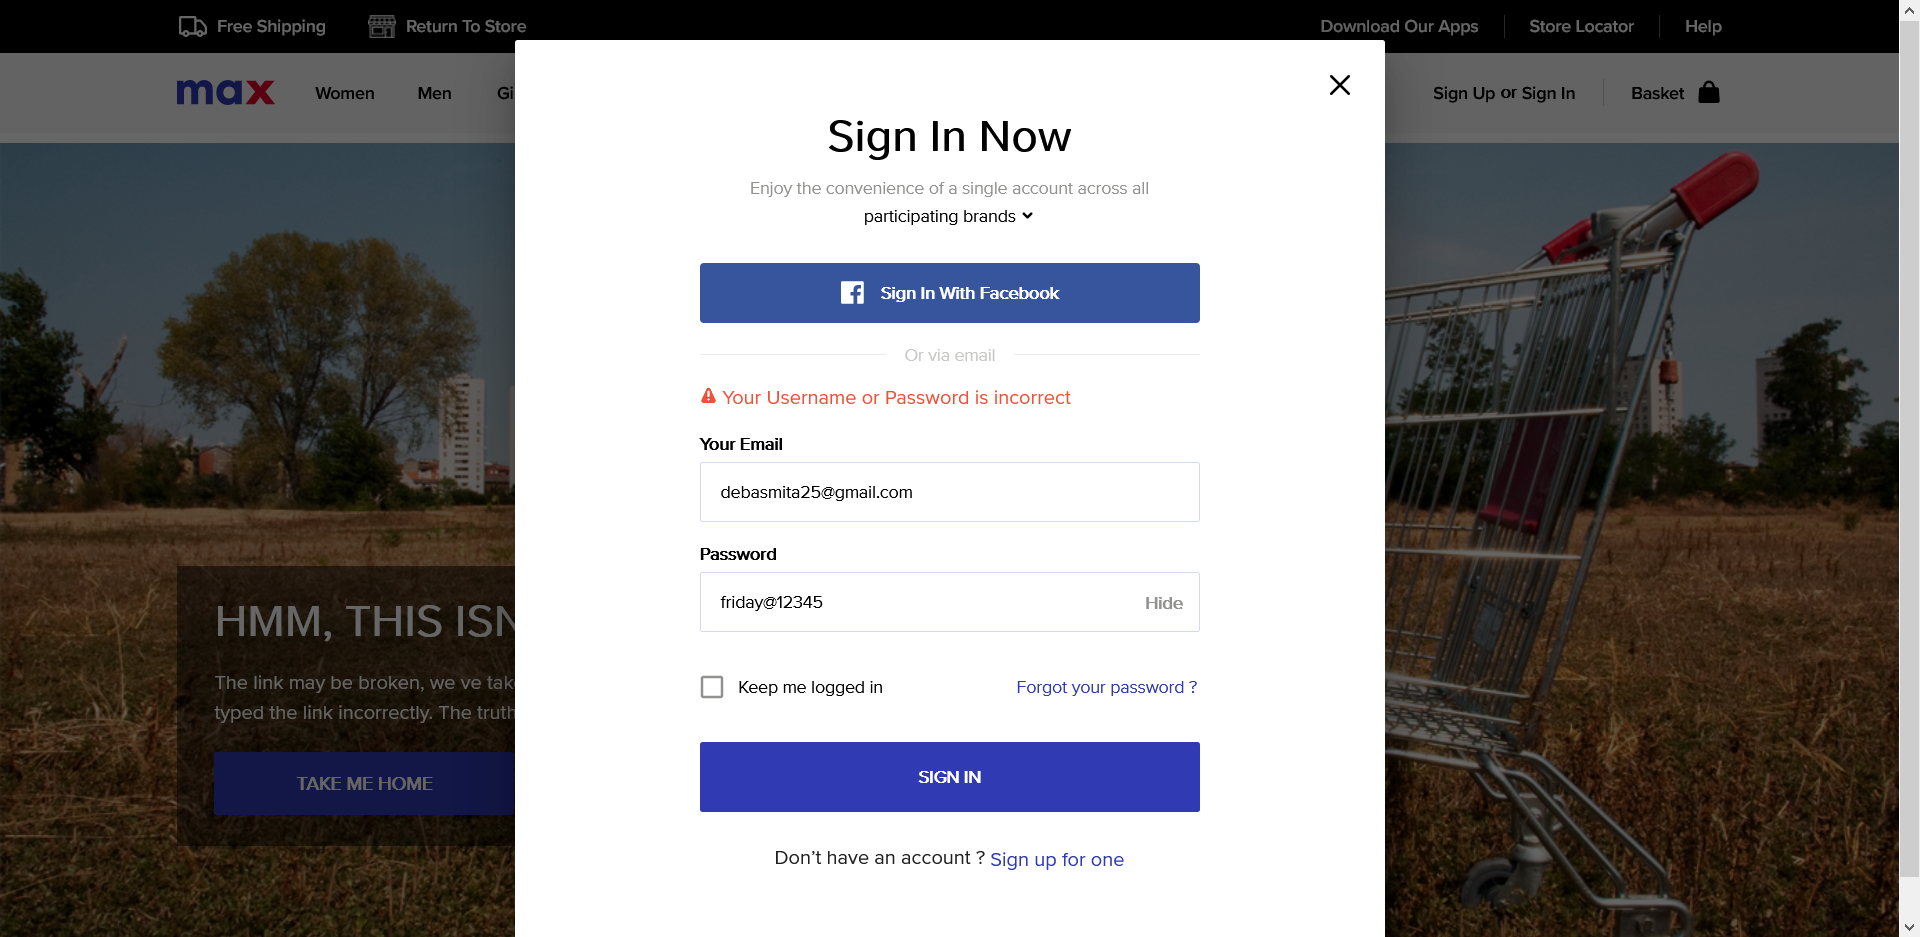 Free Shipping
Return To Store
Download Our Apps
Store Locator
Help
max
Women
Men
Gi
Sign Up or Sign In
Basket
Sign In Now
Enjoy the convenience of a single account across all
participating brands
Sign In With Facebook
Or via email
Your Username or Password is incorrect
Your Email
debasmita25@gmail.com
Password
friday@12345
Hide
Keep me logged in
Forgot your password ?
SIGN IN
Don’t have an account ? Sign up for one
HMM, THIS ISN
The link may be broken, we ve tak
typed the link incorrectly. The truth
TAKE ME HOME